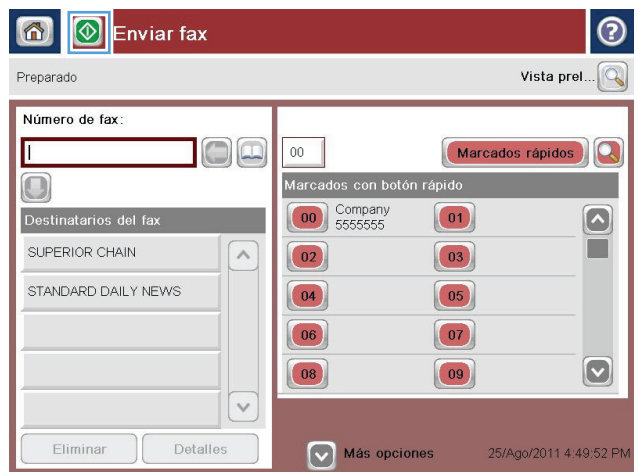 Enviar fax
Preparado
Vista prel...
Número de fax:
00
Marcados rápidos
Marcados con botón rápido
Destinatarios del fax
00 Company 01
5555555
SUPERIOR CHAIN
02 03
STANDARD DAILY NEWS
04 05
06 07
08 09
Eliminar Detalles
Más opciones
25/Ago/2011 4:49:52 PM